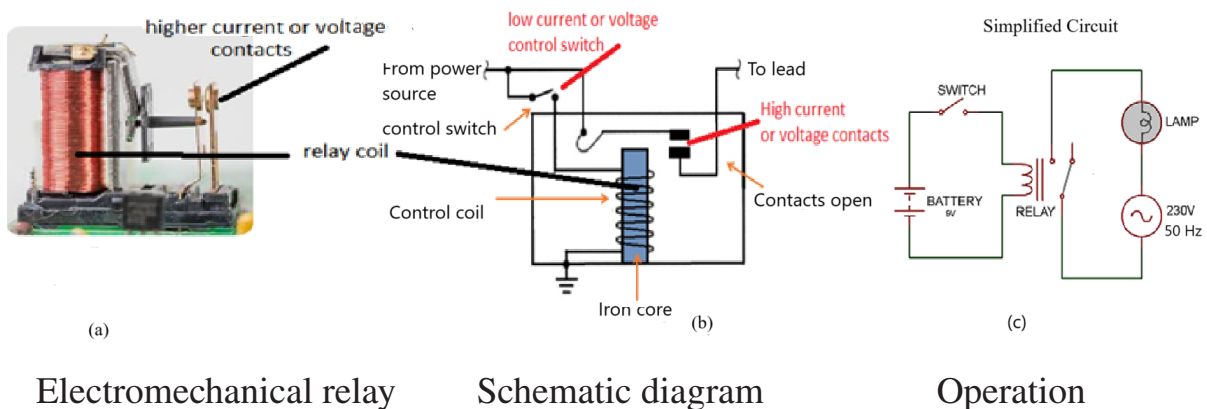 higher current or voltage
contacts
relay coil
(a)
low current or voltage
control switch
From power
source
control switch
To lead
High current
or voltage contacts
Control coil
Contacts open
Iron core
(b)
Simplified Circuit
SWITCH
LAMP
BATTERY
9V
RELAY
230V
50 Hz
(c)
Electromechanical relay
Schematic diagram
Operation